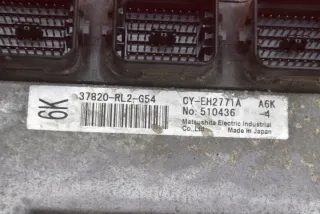 6K
37820-RL2-G54
CY-EH2771A A6K
No. 510436 -4
Matsushita Electric Industrial
Co.,Ltd. Made in Japan